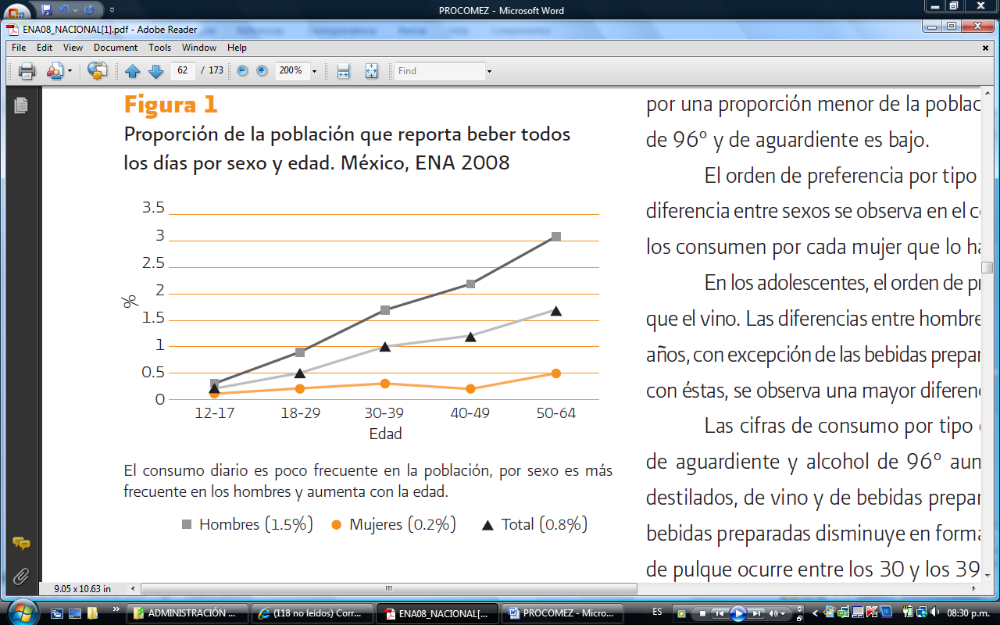 PROCOMEZ - Microsoft Word
ENA08_NACIONAL[1].pdf - Adobe Reader
File Edit View Document Tools Window Help
62 / 173 200% Find
Figura 1
Proporción de la población que reporta beber todos
los días por sexo y edad. México, ENA 2008
3.5
3
2.5
2
1.5
1
0.5
0
%
12-17 18-29 30-39 40-49 50-64
Edad
El consumo diario es poco frecuente en la población, por sexo es más
frecuente en los hombres y aumenta con la edad.
Hombres (1.5%) Mujeres (0.2%) Total (0.8%)
por una proporción menor de la poblac
de 96º y de aguardiente es bajo.
El orden de preferencia por tipo
diferencia entre sexos se observa en el c
los consumen por cada mujer que lo ha
En los adolescentes, el orden de pr
que el vino. Las diferencias entre hombre
años, con excepción de las bebidas prepar
con éstas, se observa una mayor diferen
Las cifras de consumo por tipo
de aguardiente y alcohol de 96º aun
destilados, de vino y de bebidas prepar
bebidas preparadas disminuye en forma
de pulque ocurre entre los 30 y los 39
9.05 x 10.63 in
ADMINISTRACIÓN ... (118 no leídos) Corr... ENA08_NACIONAL[... PROCOMEZ - Micro... ES 08:30 p.m.